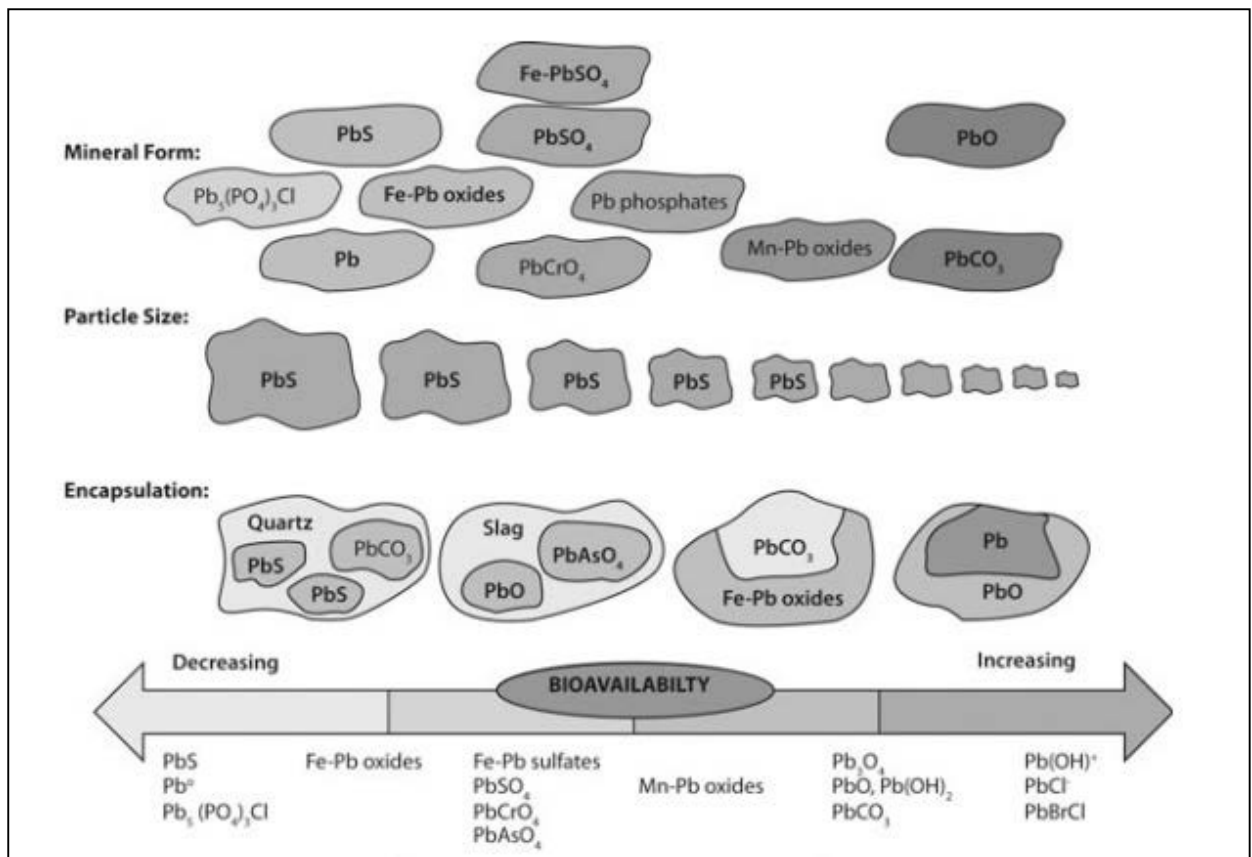 Fe-PbSO₄
PbS PbSO₄ PbO
Mineral Form:
Pb₅(PO₄)₃Cl Fe-Pb oxides Pb phosphates
Pb PbCrO₄ Mn-Pb oxides PbCO₃
Particle Size:
PbS PbS PbS PbS PbS
Encapsulation:
Quartz
PbS PbCO₃
PbS
Slag
PbAsO₄
PbO
PbCO₃
Fe-Pb oxides
Pb
PbO
Decreasing Increasing
BIOAVAILABILTY
PbS Fe-Pb oxides Fe-Pb sulfates Mn-Pb oxides Pb₃O₄ Pb(OH)⁺
Pb⁰ PbSO₄ PbO, Pb(OH)₂ PbCl⁻
Pb₅ (PO₄)₃Cl PbCrO₄ PbCO₃ PbBrCl
PbAsO₄